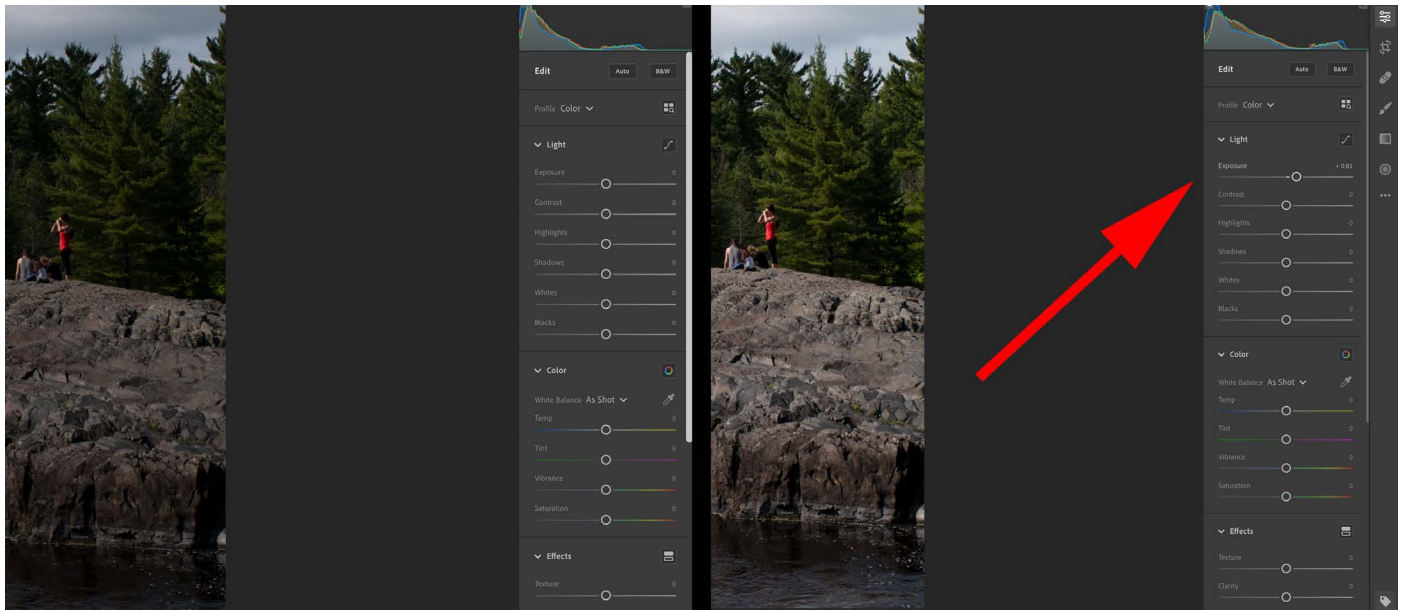 Edit Auto B&W
Profile Color
Light
Exposure 0
Contrast 0
Highlights 0
Shadows 0
Whites 0
Blacks 0
Color
White Balance As Shot
Temp 0
Tint 0
Vibrance 0
Saturation 0
Effects
Texture 0
Edit Auto B&W
Profile Color
Light
Exposure + 0.81
Contrast 0
Highlights 0
Shadows 0
Whites 0
Blacks 0
Color
White Balance As Shot
Temp 0
Tint 0
Vibrance 0
Saturation 0
Effects
Texture 0
Clarity 0